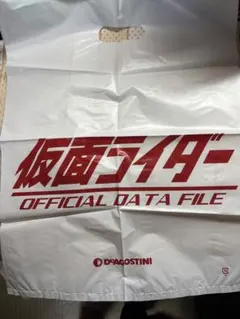 仮面ライダー
OFFICIAL DATA FILE
DeAGOSTINI